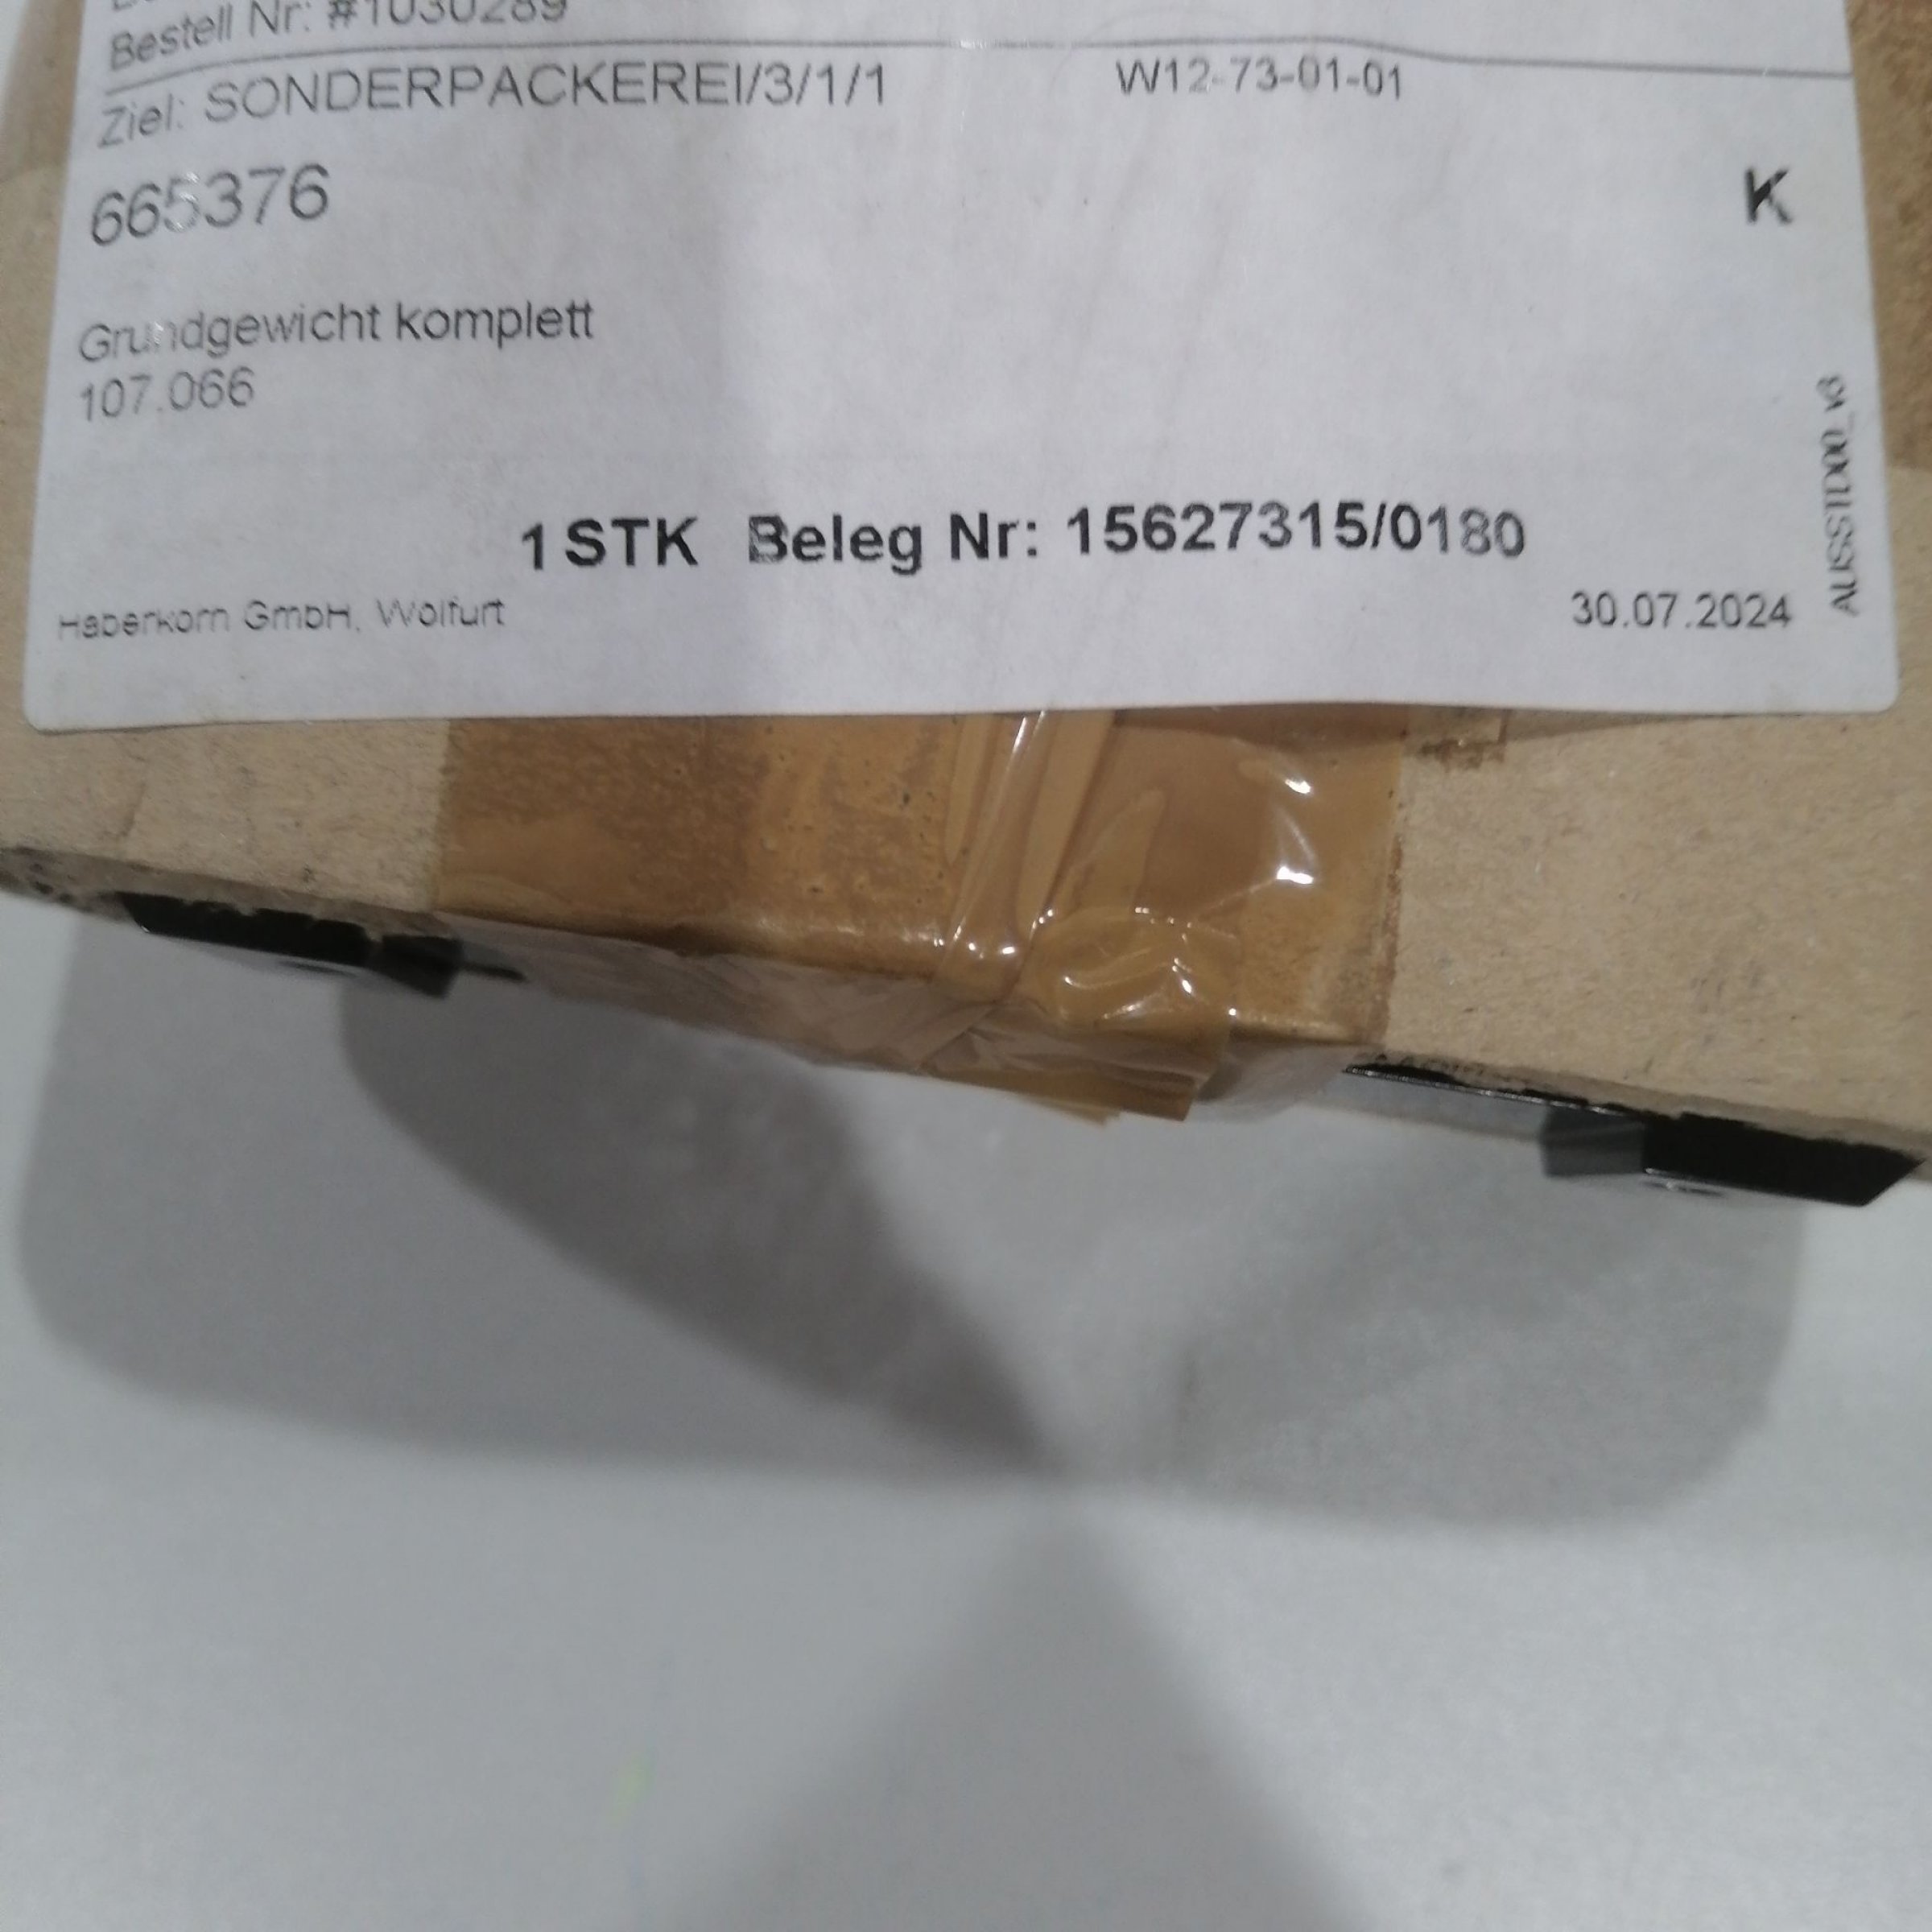 Bestell Nr: #1030289
Ziel: SONDERPACKEREI/3/1/1 W12-73-01-01
665376 K
Grundgewicht komplett
107.066
1 STK Beleg Nr: 15627315/0180
Haberkorn GmbH, Wolfurt 30.07.2024